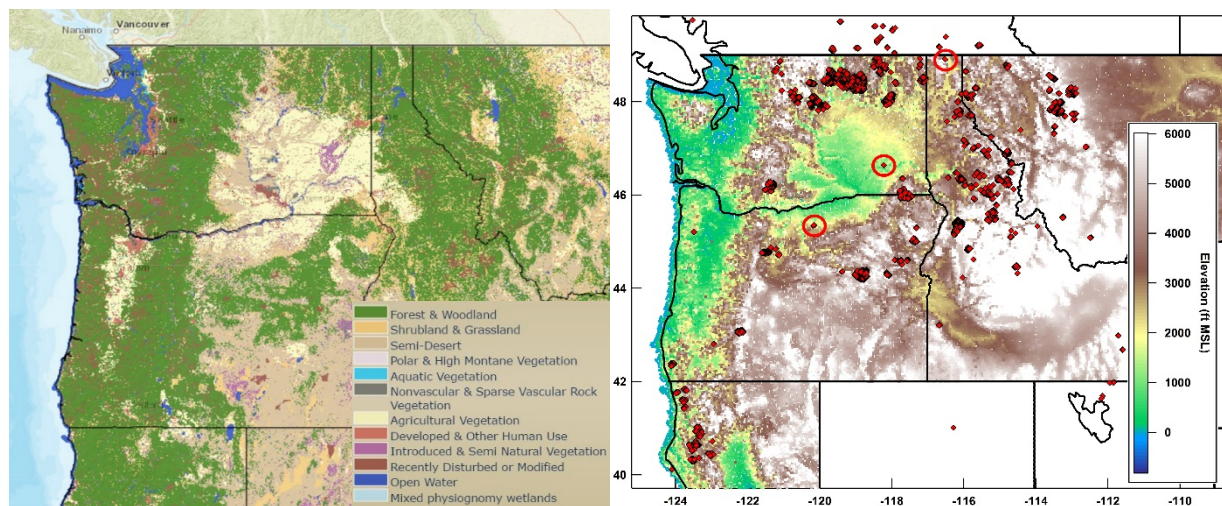 Nanaimo
Vancouver
Forest & Woodland
Shrubland & Grassland
Semi-Desert
Polar & High Montane Vegetation
Aquatic Vegetation
Nonvascular & Sparse Vascular Rock
Vegetation
Agricultural Vegetation
Developed & Other Human Use
Introduced & Semi Natural Vegetation
Recently Disturbed or Modified
Open Water
Mixed physiognomy wetlands
48
46
44
42
40
-124
-122
-120
-118
-116
-114
-112
-110
6000
5000
4000
3000
2000
1000
0
Elevation (ft MSL)